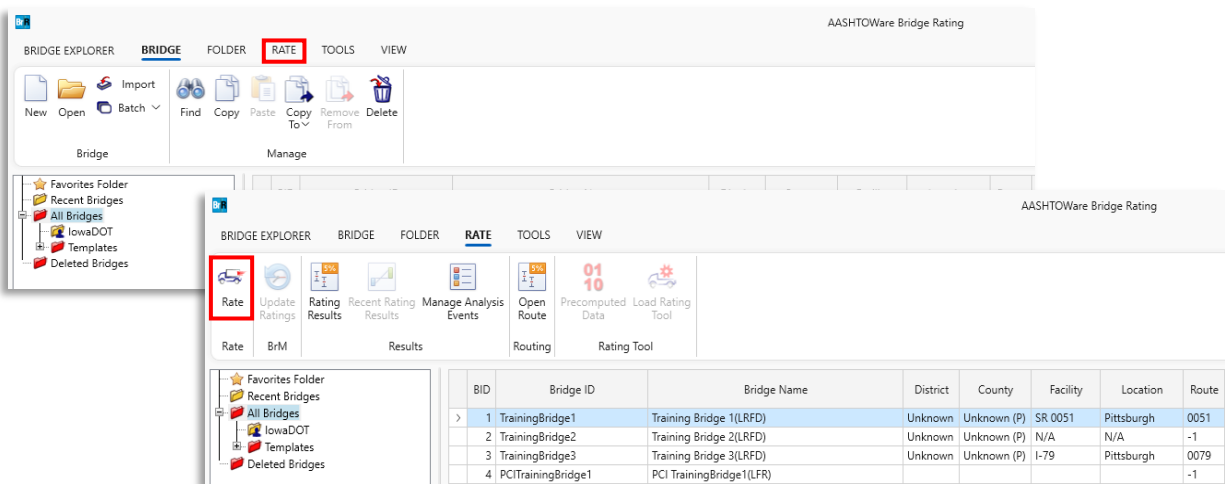 BrR
AASHTOWare Bridge Rating
BRIDGE EXPLORER BRIDGE FOLDER RATE TOOLS VIEW
New Open Import Batch Find Copy Paste Copy To Remove From Delete
Bridge Manage
Favorites Folder
Recent Bridges
All Bridges
IowaDOT
Templates
Deleted Bridges
BrR
AASHTOWare Bridge Rating
BRIDGE EXPLORER BRIDGE FOLDER RATE TOOLS VIEW
Rate Update Ratings Rating Results Recent Rating Results Manage Analysis Events Open Route Precomputed Data Load Rating Tool
Rate BrM Results Routing Rating Tool
Favorites Folder
Recent Bridges
All Bridges
IowaDOT
Templates
Deleted Bridges
BID Bridge ID Bridge Name District County Facility Location Route
1 TrainingBridge1 Training Bridge 1(LRFD) Unknown Unknown (P) SR 0051 Pittsburgh 0051
2 TrainingBridge2 Training Bridge 2(LRFD) Unknown Unknown (P) N/A N/A -1
3 TrainingBridge3 Training Bridge 3(LRFD) Unknown Unknown (P) I-79 Pittsburgh 0079
4 PCITrainingBridge1 PCI TrainingBridge1(LFR) -1